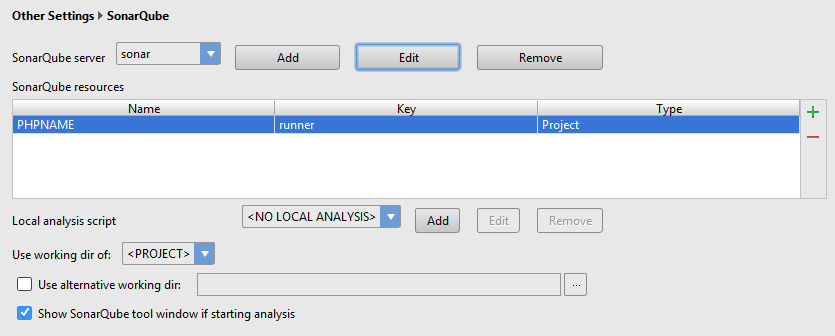 Other Settings ▸ SonarQube
SonarQube server sonar Add Edit Remove
SonarQube resources
Name Key Type
PHPNAME runner Project
Local analysis script <NO LOCAL ANALYSIS> Add Edit Remove
Use working dir of: <PROJECT>
Use alternative working dir: ...
Show SonarQube tool window if starting analysis